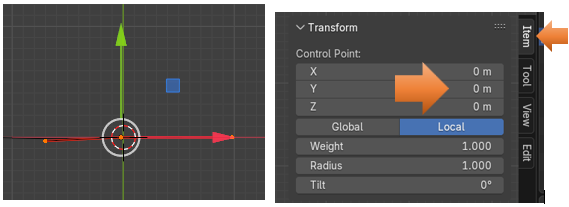 Transform
Control Point:
X 0 m
Y 0 m
Z 0 m
Global Local
Weight 1.000
Radius 1.000
Tilt 0°
Item
Tool
View
Edit